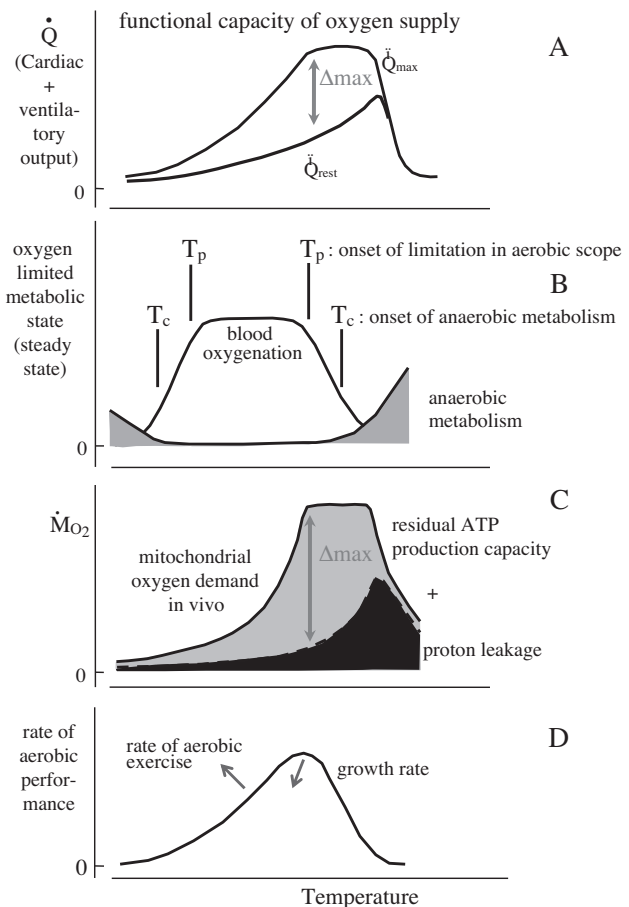 functional capacity of oxygen supply
A
Q̇
(Cardiac
+
ventila-
tory
output)
0
Δmax
Q̈max
Q̈rest
B
oxygen
limited
metabolic
state
(steady
state)
0
Tp
Tp : onset of limitation in aerobic scope
Tc
Tc : onset of anaerobic metabolism
blood
oxygenation
anaerobic
metabolism
C
ṀO2
0
mitochondrial
oxygen demand
in vivo
Δmax
residual ATP
production capacity
+
proton leakage
D
rate of
aerobic
perfor-
mance
0
rate of aerobic
exercise
growth rate
Temperature